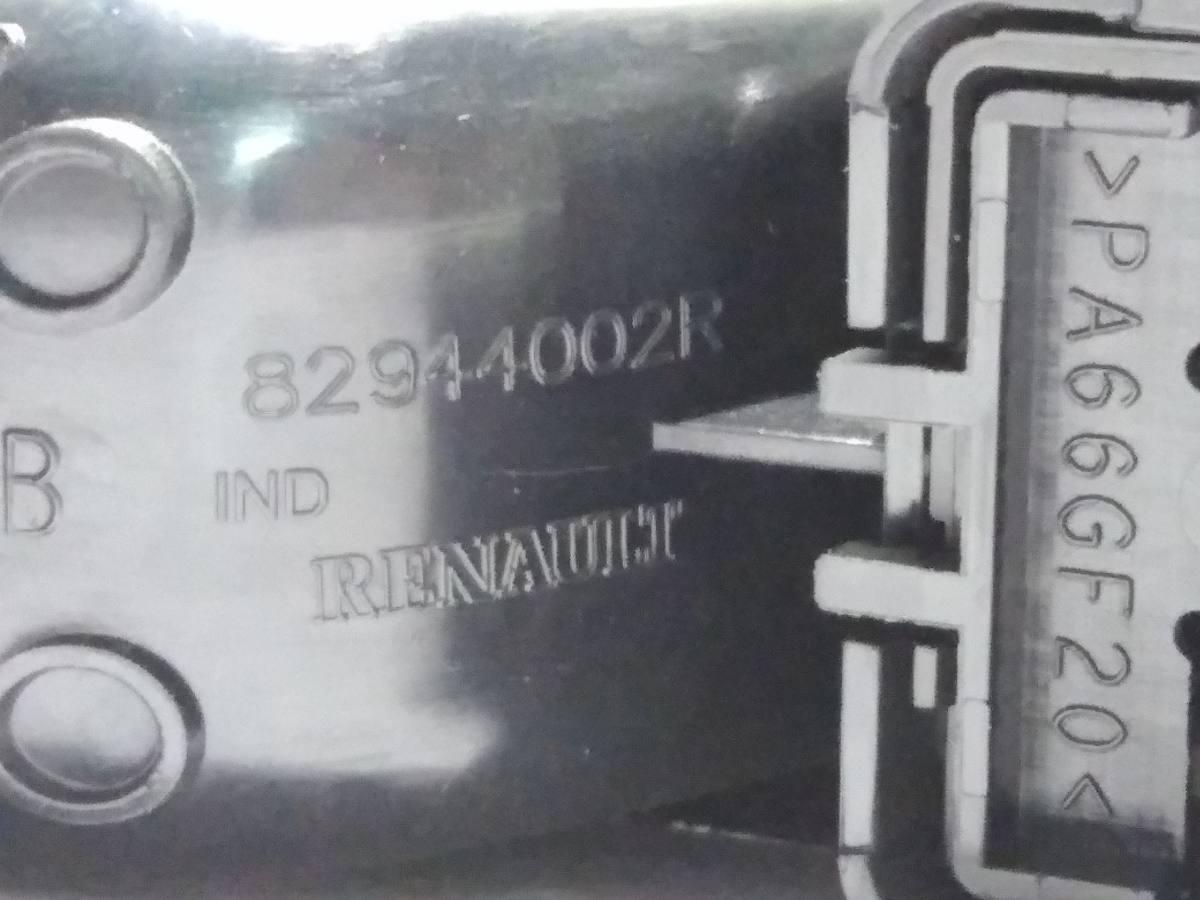 82944002R
B
IND
RENAULT
>PA66GF20<